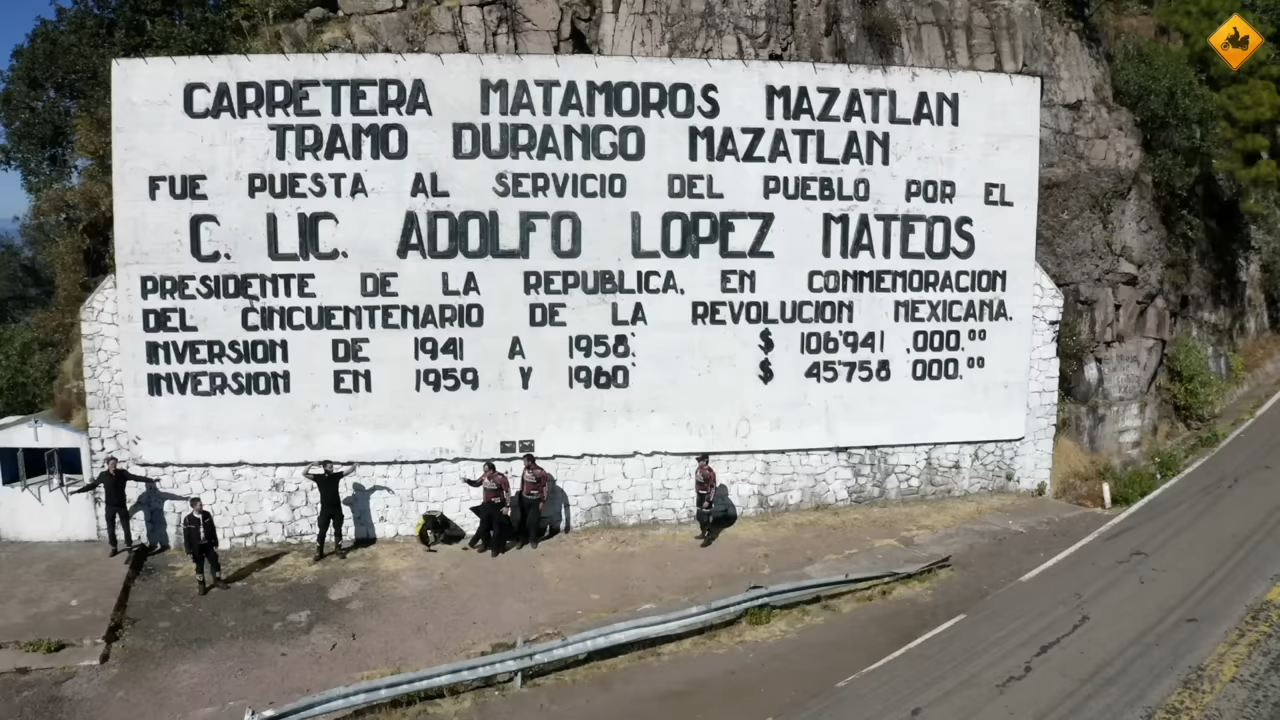 CARRETERA MATAMOROS MAZATLAN
TRAMO DURANGO MAZATLAN
FUE PUESTA AL SERVICIO DEL PUEBLO POR EL
C. LIC. ADOLFO LOPEZ MATEOS
PRESIDENTE DE LA REPUBLICA, EN CONMEMORACION
DEL CINCUENTENARIO DE LA REVOLUCION MEXICANA.
INVERSION DE 1941 A 1958: $ 106'941 ,000.00
INVERSION EN 1959 Y 1960 $ 45'758 000.00